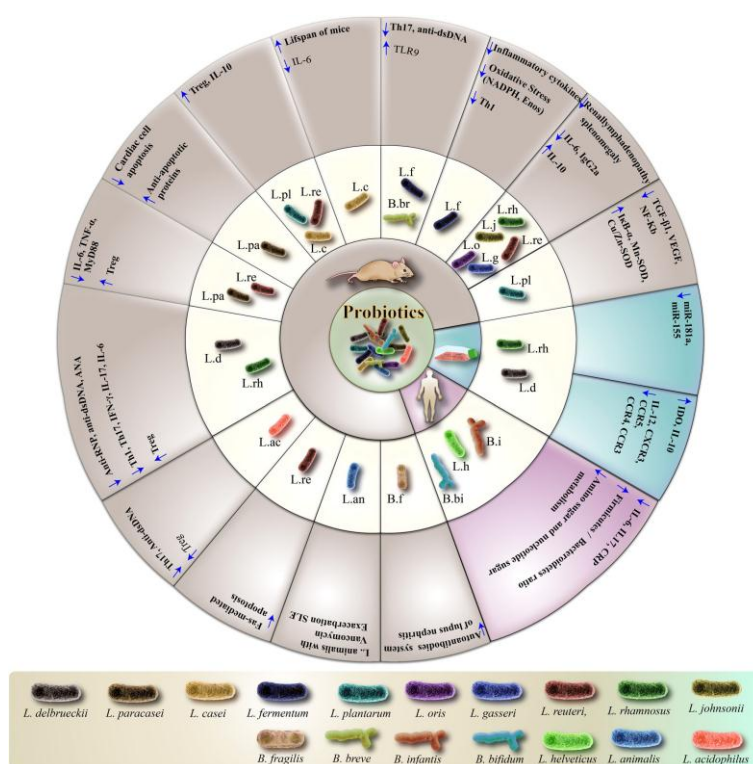 Lifspan of mice
IL-6
Th17, anti-dsDNA
TLR9
Inflammatory cytokines
Oxidative Stress
(NADPH, Enos)
Th1
Renallymphadenopathy
splenomegaly
IL-6, IgG2a
IL-10
TGF-β1, VEGF,
NF-Kb
IκB-α, Mn-SOD,
Cu/Zn-SOD
miR-181a,
miR-155
IDO, IL-10
IL-12, CXCR3,
CCR5,
CCR4, CCR3
IL-6, IL17, CRP
Firmicutes / Bacteroidetes ratio
Amino sugar and nucleotide sugar
metabolism
Autoantibodies system
of lupus nephritis
L. animalis with
Vancomycin
Exacerbation SLE
Fas-mediated
apoptosis
Treg
Th17, Anti-dsDNA
Treg
Th1, Th17, IFN-γ, IL-17, IL-6
Anti-RNP, anti-dsDNA, ANA
IL-6, TNF-α,
MyD88
Treg
Cardiac cell
apoptosis
Anti-apoptotic
proteins
Treg, IL-10
L.c
L.f
B.br
L.f
L.rh
L.j
L.re
L.o
L.g
L.pl
L.rh
L.d
B.i
L.h
B.bi
B.f
L.an
L.re
L.ac
L.d
L.rh
L.re
L.pa
L.pa
L.pl
L.re
L.c
Probiotics
L. delbrueckii
L. paracasei
L. casei
L. fermentum
L. plantarum
L. oris
L. gasseri
L. reuteri,
L. rhamnosus
L. johnsonii
B. fragilis
B. breve
B. infantis
B. bifidum
L. helveticus
L. animalis
L. acidophilus